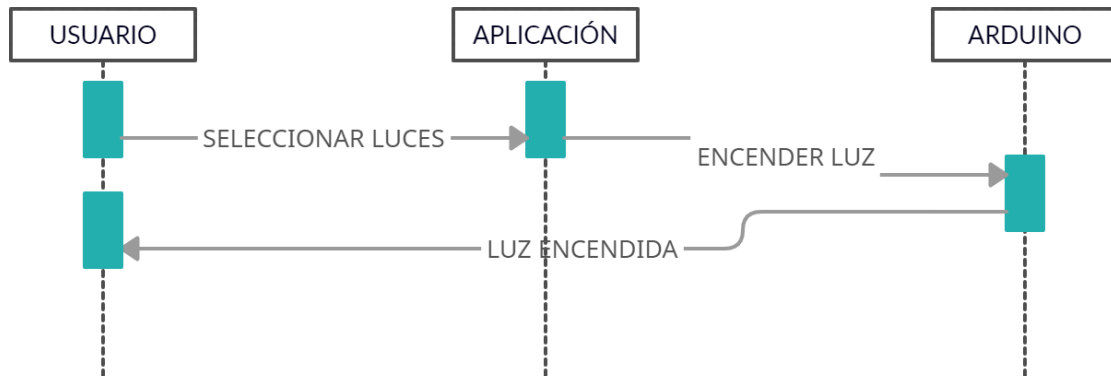 USUARIO
APLICACIÓN
ARDUINO
SELECCIONAR LUCES
ENCENDER LUZ
LUZ ENCENDIDA